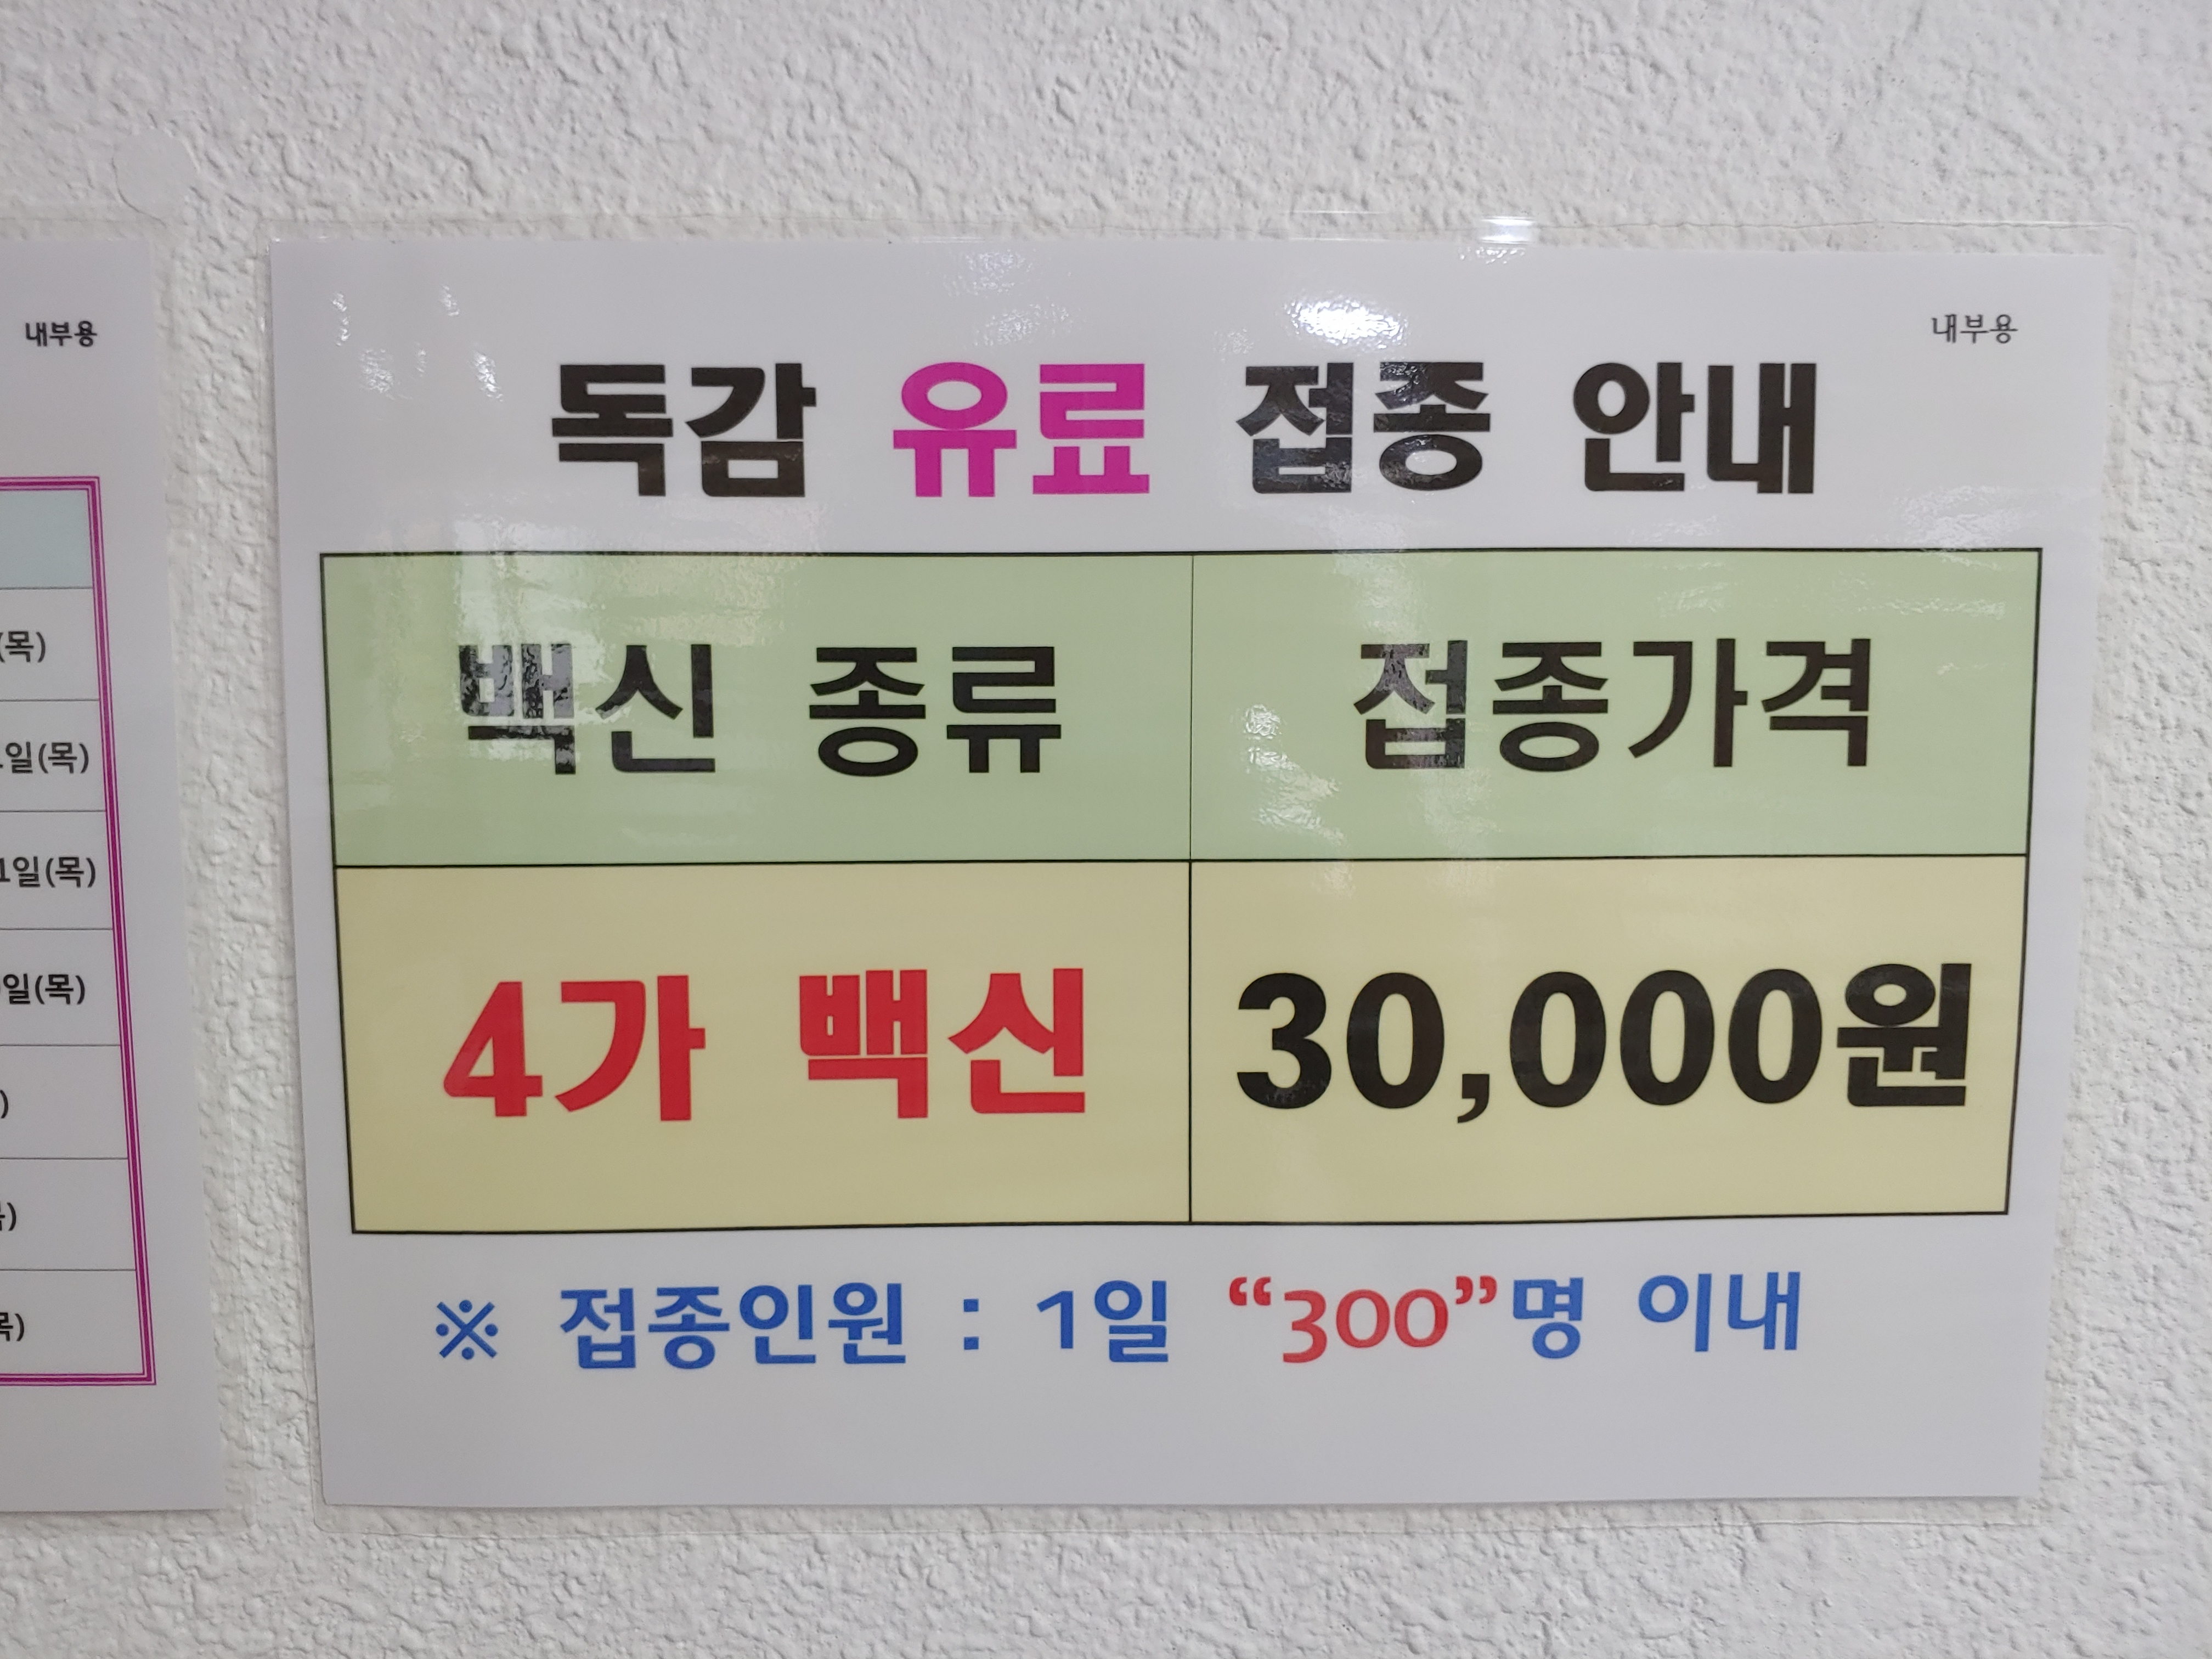 내부용
(목)
일(목)
1일(목)
일(목)
)
)
목)
내부용
독감 유료 접종 안내
백신 종류 접종가격
4가 백신 30,000원
※ 접종인원 : 1일 “300”명 이내